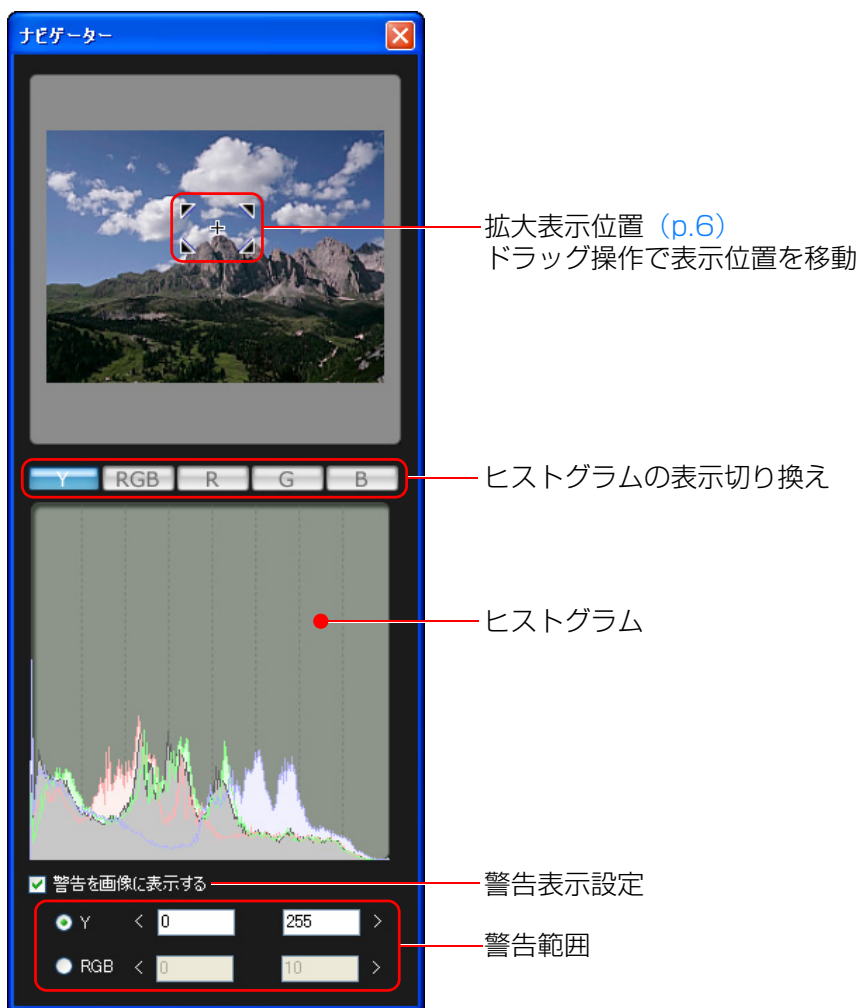 ナビゲーター
拡大表示位置（p.6）
ドラッグ操作で表示位置を移動
Y RGB R G B
ヒストグラムの表示切り換え
ヒストグラム
警告を画像に表示する
警告表示設定
Y < 0 255 >
警告範囲
RGB < 0 10 >